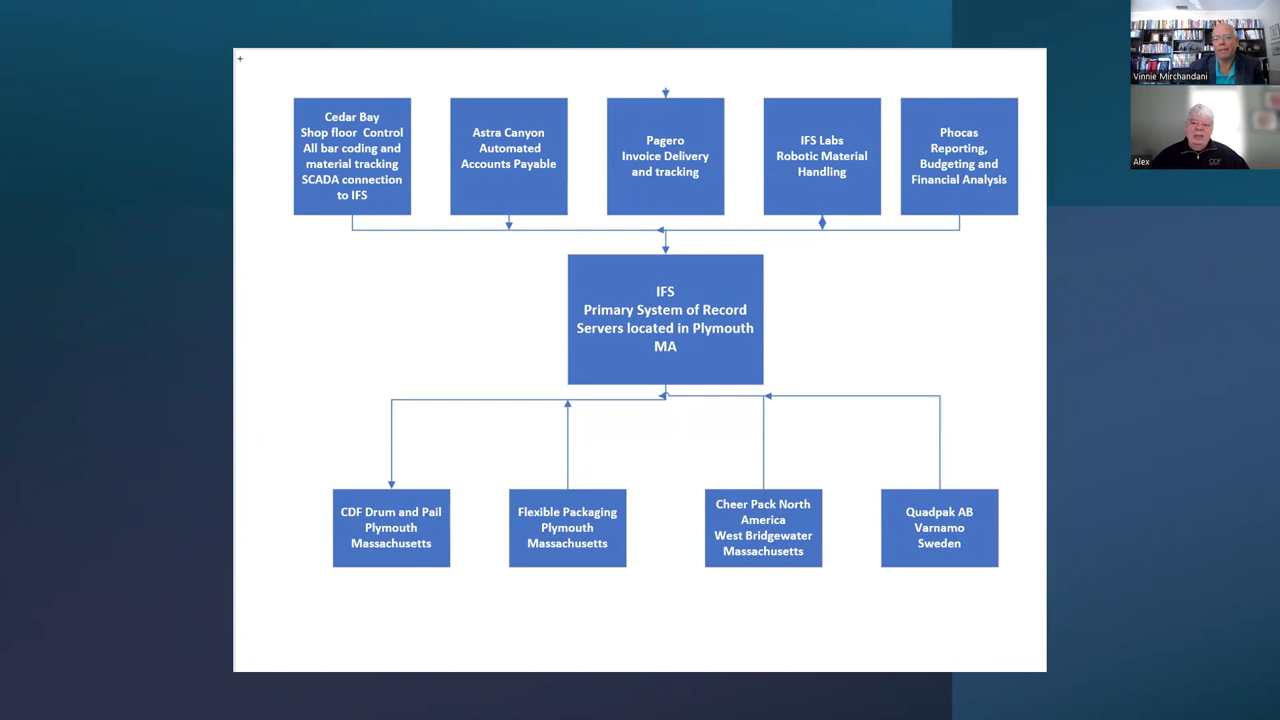 Cedar Bay
Shop floor Control
All bar coding and
material tracking
SCADA connection
to IFS
Astra Canyon
Automated
Accounts Payable
Pagero
Invoice Delivery
and tracking
IFS Labs
Robotic Material
Handling
Phocas
Reporting,
Budgeting and
Financial Analysis
IFS
Primary System of Record
Servers located in Plymouth
MA
CDF Drum and Pail
Plymouth
Massachusetts
Flexible Packaging
Plymouth
Massachusetts
Cheer Pack North
America
West Bridgewater
Massachusetts
Quadpak AB
Varnamo
Sweden
Vinnie Mirchandani
Alex
CDF